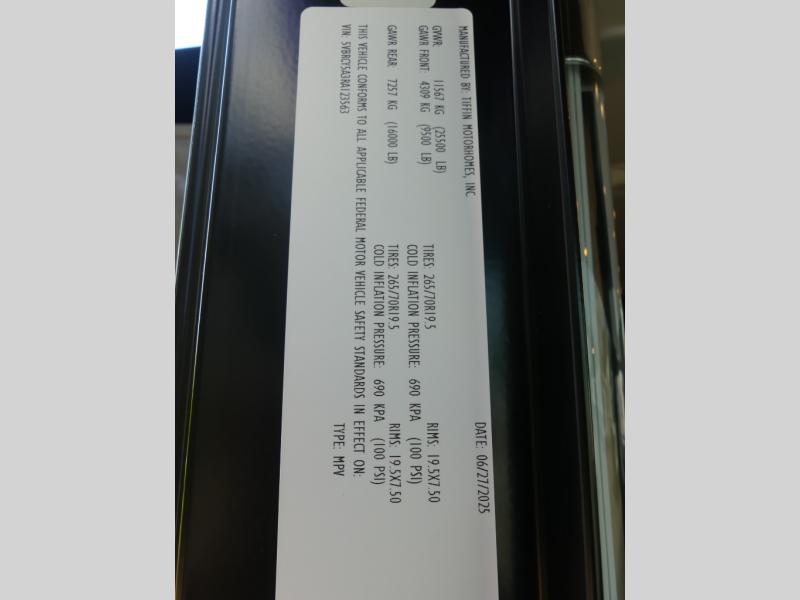 MANUFACTURED BY: TIFFIN MOTORHOMES, INC DATE: 06/27/2025
GVWR: 11567 KG (25500 LB)
GAWR FRONT: 4309 KG (9500 LB) TIRES: 265/70R19.5 RIMS: 19.5X7.50
COLD INFLATION PRESSURE: 690 KPA (100 PSI)
GAWR REAR: 7257 KG (16000 LB) TIRES: 265/70R19.5 RIMS: 19.5X7.50
COLD INFLATION PRESSURE: 690 KPA (100 PSI)
THIS VEHICLE CONFORMS TO ALL APPLICABLE FEDERAL MOTOR VEHICLE SAFETY STANDARDS IN EFFECT ON:
VIN: 5VBRCYSA3RA123563 TYPE: MPV